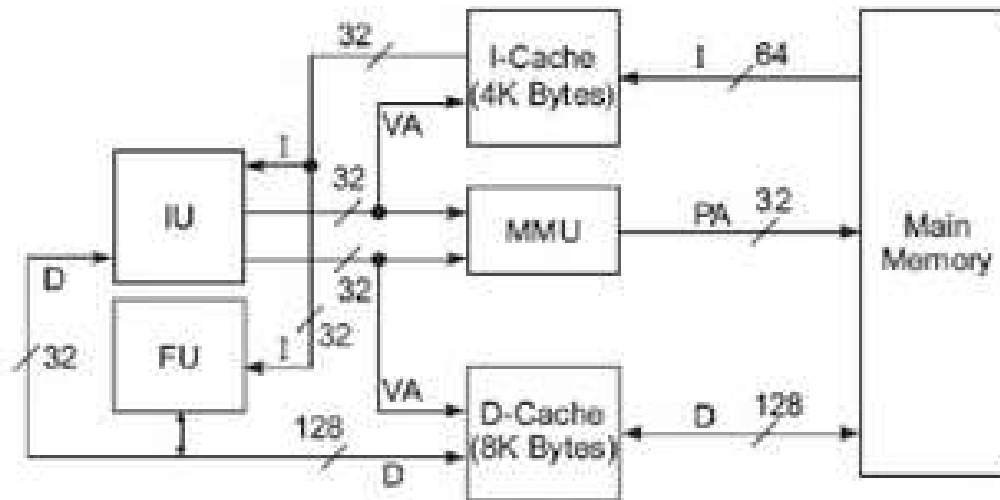 32
I-Cache
(4K Bytes)
I
64
VA
I
IU
32
MMU
PA
32
Main
Memory
D
32
32
FU
I
32
VA
D-Cache
(8K Bytes)
D
128
128
D